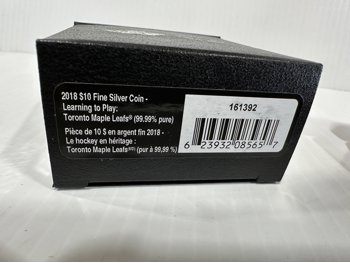 2018 $10 Fine Silver Coin -
Learning to Play:
Toronto Maple Leafs® (99.99% pure)
Pièce de 10 $ en argent fin 2018 -
Le hockey en héritage :
Toronto Maple Leafs®/MD (pur à 99,99 %)
161392
6 23932 08565 7